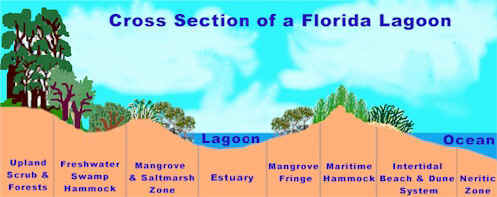 Cross Section of a Florida Lagoon
Lagoon
Ocean
Upland
Scrub &
Forests
Freshwater
Swamp
Hammock
Mangrove
& Saltmarsh
Zone
Estuary
Mangrove
Fringe
Maritime
Hammock
Intertidal
Beach & Dune
System
Neritic
Zone